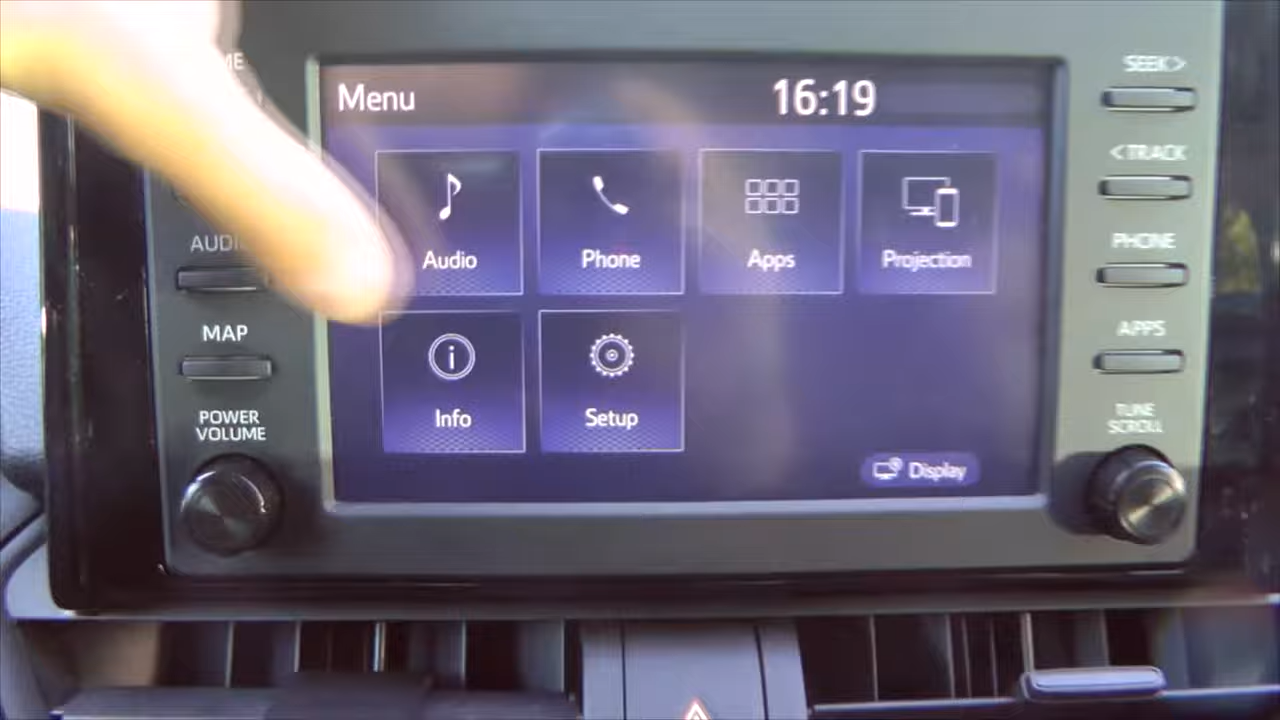 Menu
16:19
SEEK>
Audio
Phone
Apps
Projection
<TRACK
AUDIO
PHONE
Info
Setup
MAP
APPS
POWER
VOLUME
TUNE
SCROLL
Display